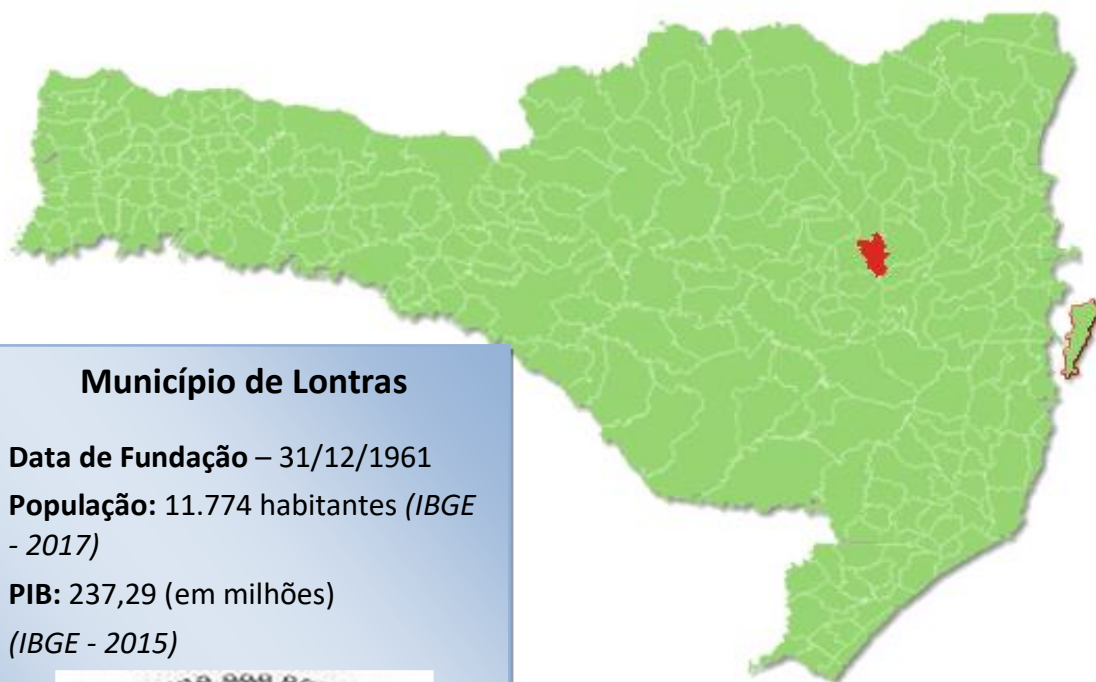 Município de Lontras
Data de Fundação – 31/12/1961
População: 11.774 habitantes (IBGE
- 2017)
PIB: 237,29 (em milhões)
(IBGE - 2015)